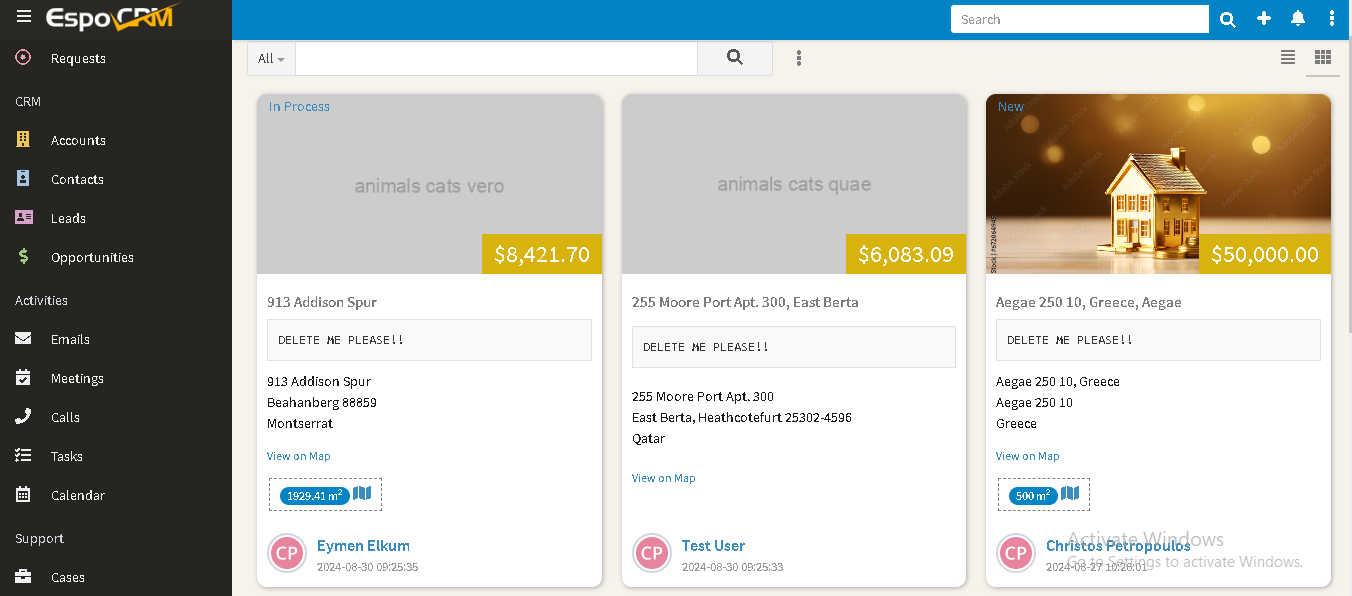 EspoCRM
Search
Requests
CRM
Accounts
Contacts
Leads
Opportunities
Activities
Emails
Meetings
Calls
Tasks
Calendar
Support
Cases
All
In Process
animals cats vero
$8,421.70
913 Addison Spur
DELETE ME PLEASE!!
913 Addison Spur
Beahanberg 88859
Montserrat
View on Map
1929.41 m²
CP
Eymen Elkum
2024-08-30 09:25:35
animals cats quae
$6,083.09
255 Moore Port Apt. 300, East Berta
DELETE ME PLEASE!!
255 Moore Port Apt. 300
East Berta, Heathcotefurt 25302-4596
Qatar
View on Map
CP
Test User
2024-08-30 09:25:33
New
Adobe Stock
$50,000.00
Aegae 250 10, Greece, Aegae
DELETE ME PLEASE!!
Aegae 250 10, Greece
Aegae 250 10
Greece
View on Map
500 m²
CP
Christos Petropoulos
2024-08-27 10:26:01
Activate Windows
Go to Settings to activate Windows.